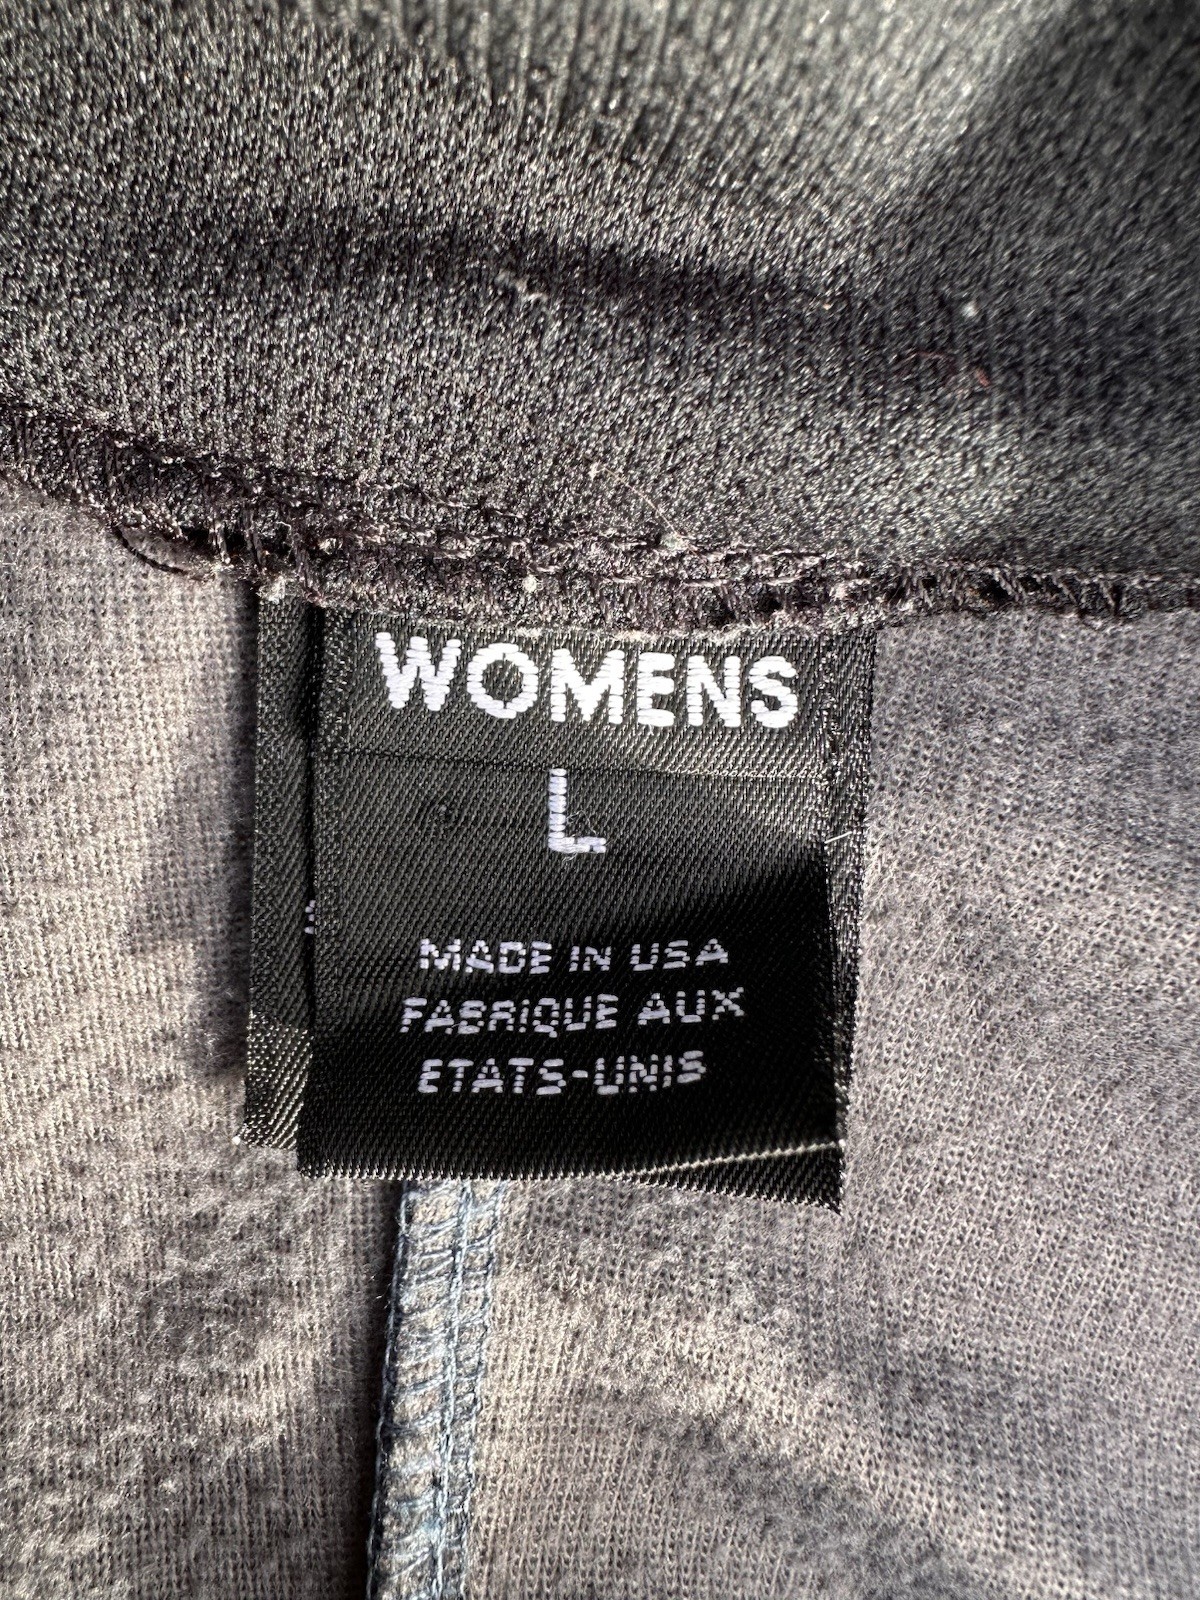 WOMENS
L
MADE IN USA
FABRIQUE AUX
ETATS-UNIS